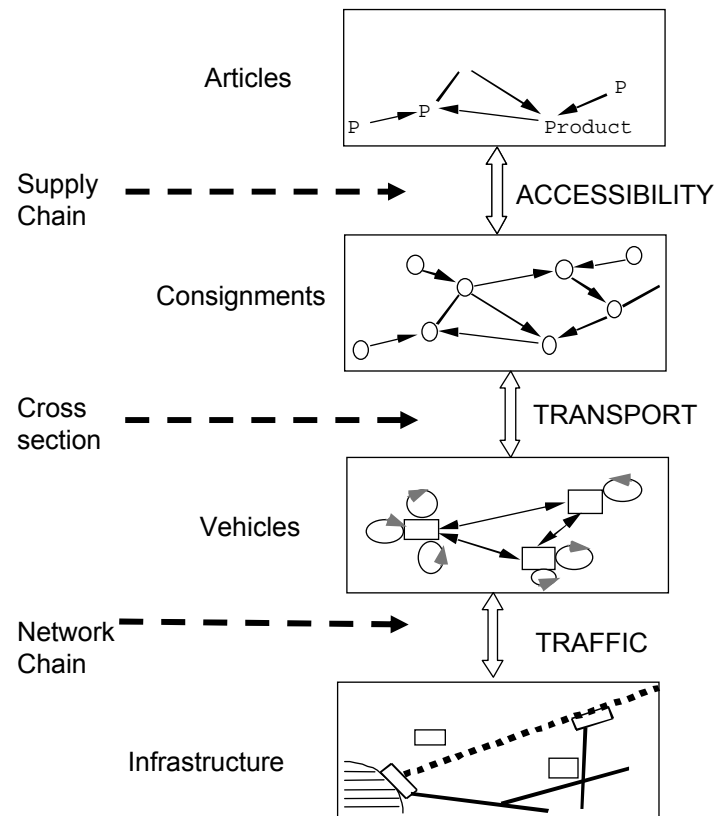 Articles
P
P
P
Product
Supply
Chain
ACCESSIBILITY
Consignments
Cross
section
TRANSPORT
Vehicles
Network
Chain
TRAFFIC
Infrastructure